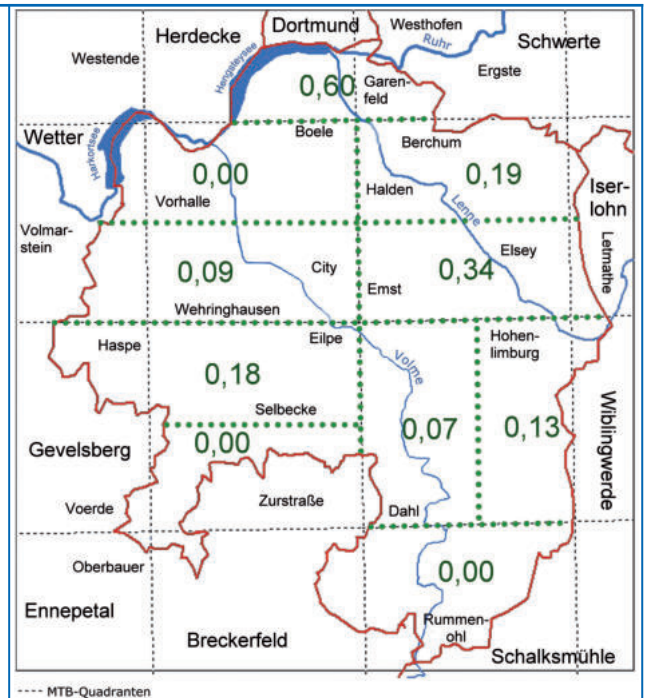 Herdecke
Dortmund
Westhofen
Schwerte
Westende
Hengsteysee
Ruhr
Ergste
0,60
Garen-
feld
Wetter
Harkortsee
Boele
Berchum
0,00
0,19
Iser-
lohn
Vorhalle
Halden
Lenne
Volmar-
stein
Letmathe
0,09
City
Emst
0,34
Elsey
Wehringhausen
Haspe
Eilpe
Hohen-
limburg
Volme
0,18
Selbecke
0,07
0,13
Wiblingwerde
Gevelsberg
0,00
Voerde
Zurstraße
Dahl
Oberbauer
0,00
Ennepetal
Breckerfeld
Rummen-
ohl
Schalksmühle
MTB-Quadranten